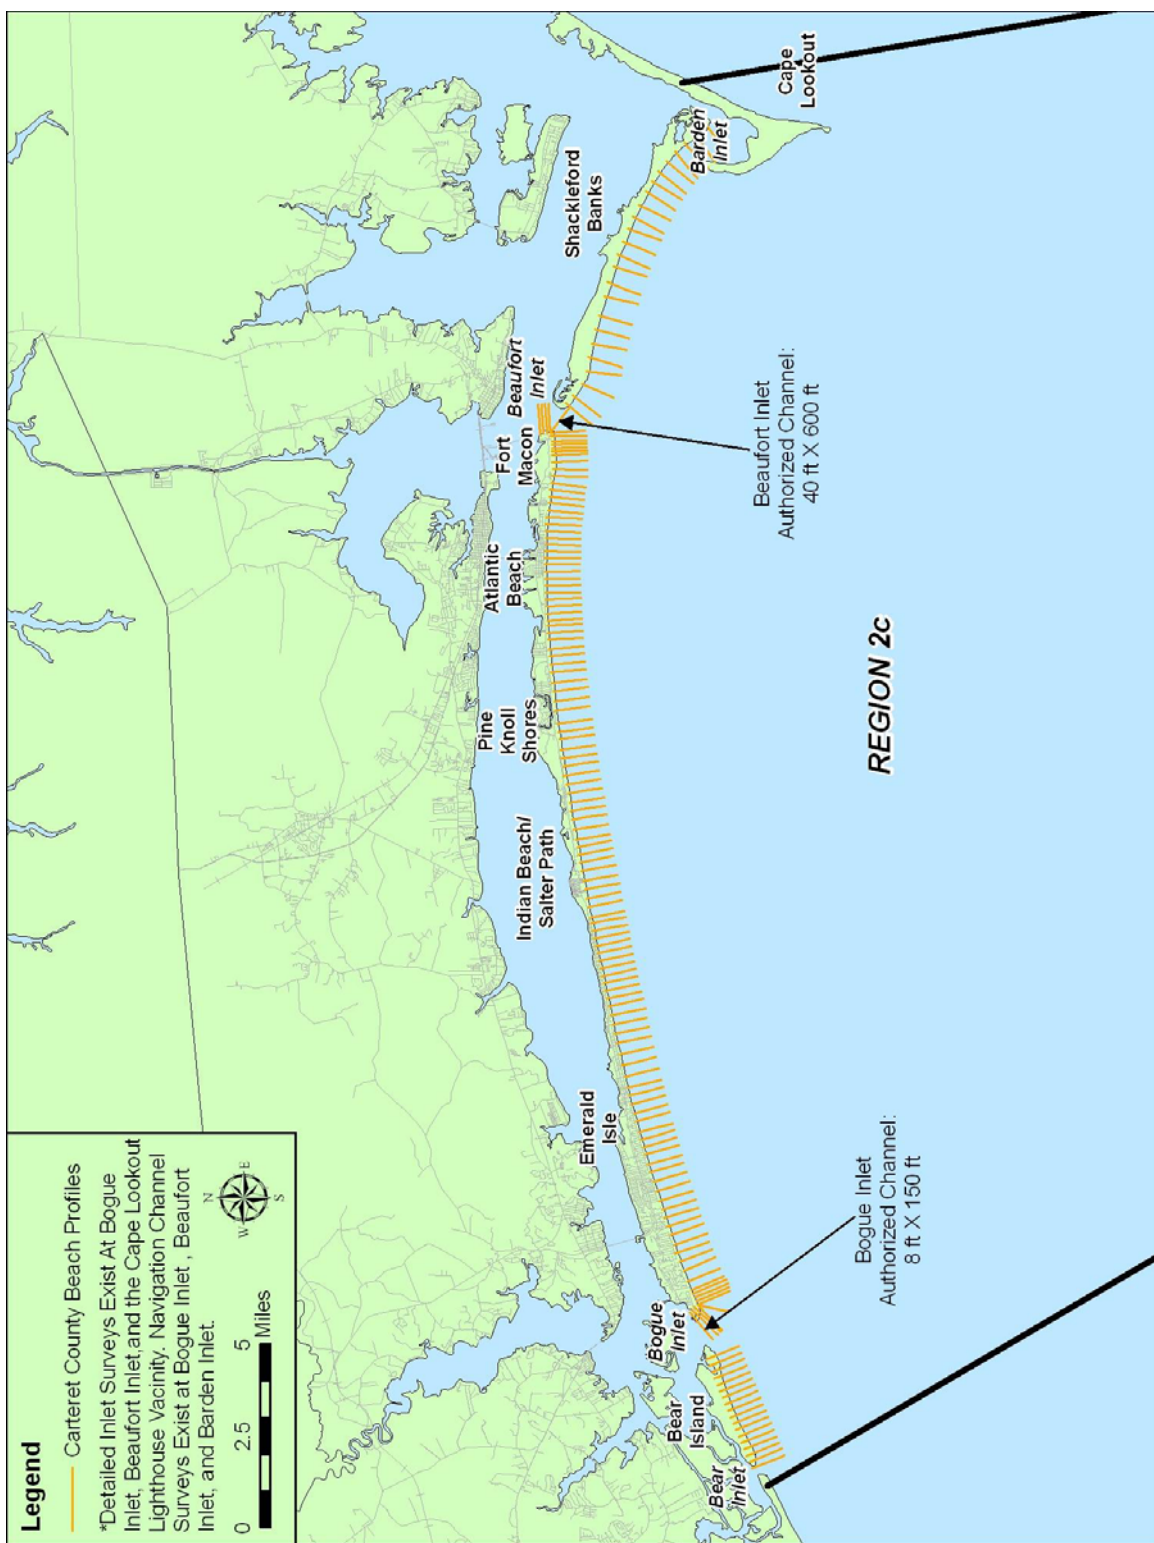 Legend
Carteret County Beach Profiles
*Detailed Inlet Surveys Exist At Bogue
Inlet, Beaufort Inlet, and the Cape Lookout
Lighthouse Vacinity. Navigation Channel
Surveys Exist at Bogue Inlet , Beaufort
Inlet, and Barden Inlet.
0 2.5 5
Miles
N
W E
S
Bear
Inlet
Bear
Island
Bogue
Inlet
Emerald
Isle
Indian Beach/
Salter Path
Pine
Knoll
Shores
Atlantic
Beach
Fort
Macon
Beaufort
Inlet
Shackleford
Banks
Barden
Inlet
Cape
Lookout
Bogue Inlet
Authorized Channel:
8 ft X 150 ft
Beaufort Inlet
Authorized Channel:
40 ft X 600 ft
REGION 2c